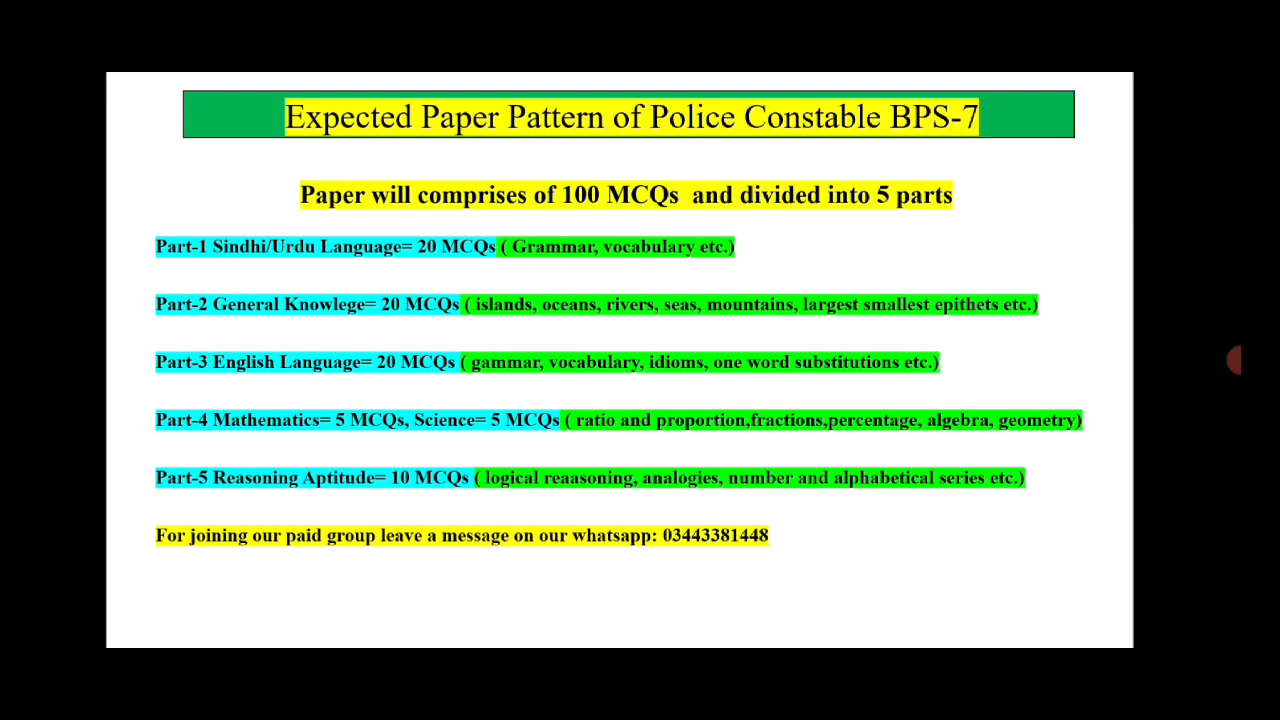 Expected Paper Pattern of Police Constable BPS-7
Paper will comprises of 100 MCQs and divided into 5 parts
Part-1 Sindhi/Urdu Language= 20 MCQs ( Grammar, vocabulary etc.)
Part-2 General Knowlege= 20 MCQs ( islands, oceans, rivers, seas, mountains, largest smallest epithets etc.)
Part-3 English Language= 20 MCQs ( gammar, vocabulary, idioms, one word substitutions etc.)
Part-4 Mathematics= 5 MCQs, Science= 5 MCQs ( ratio and proportion,fractions,percentage, algebra, geometry)
Part-5 Reasoning Aptitude= 10 MCQs ( logical reaasoning, analogies, number and alphabetical series etc.)
For joining our paid group leave a message on our whatsapp: 03443381448